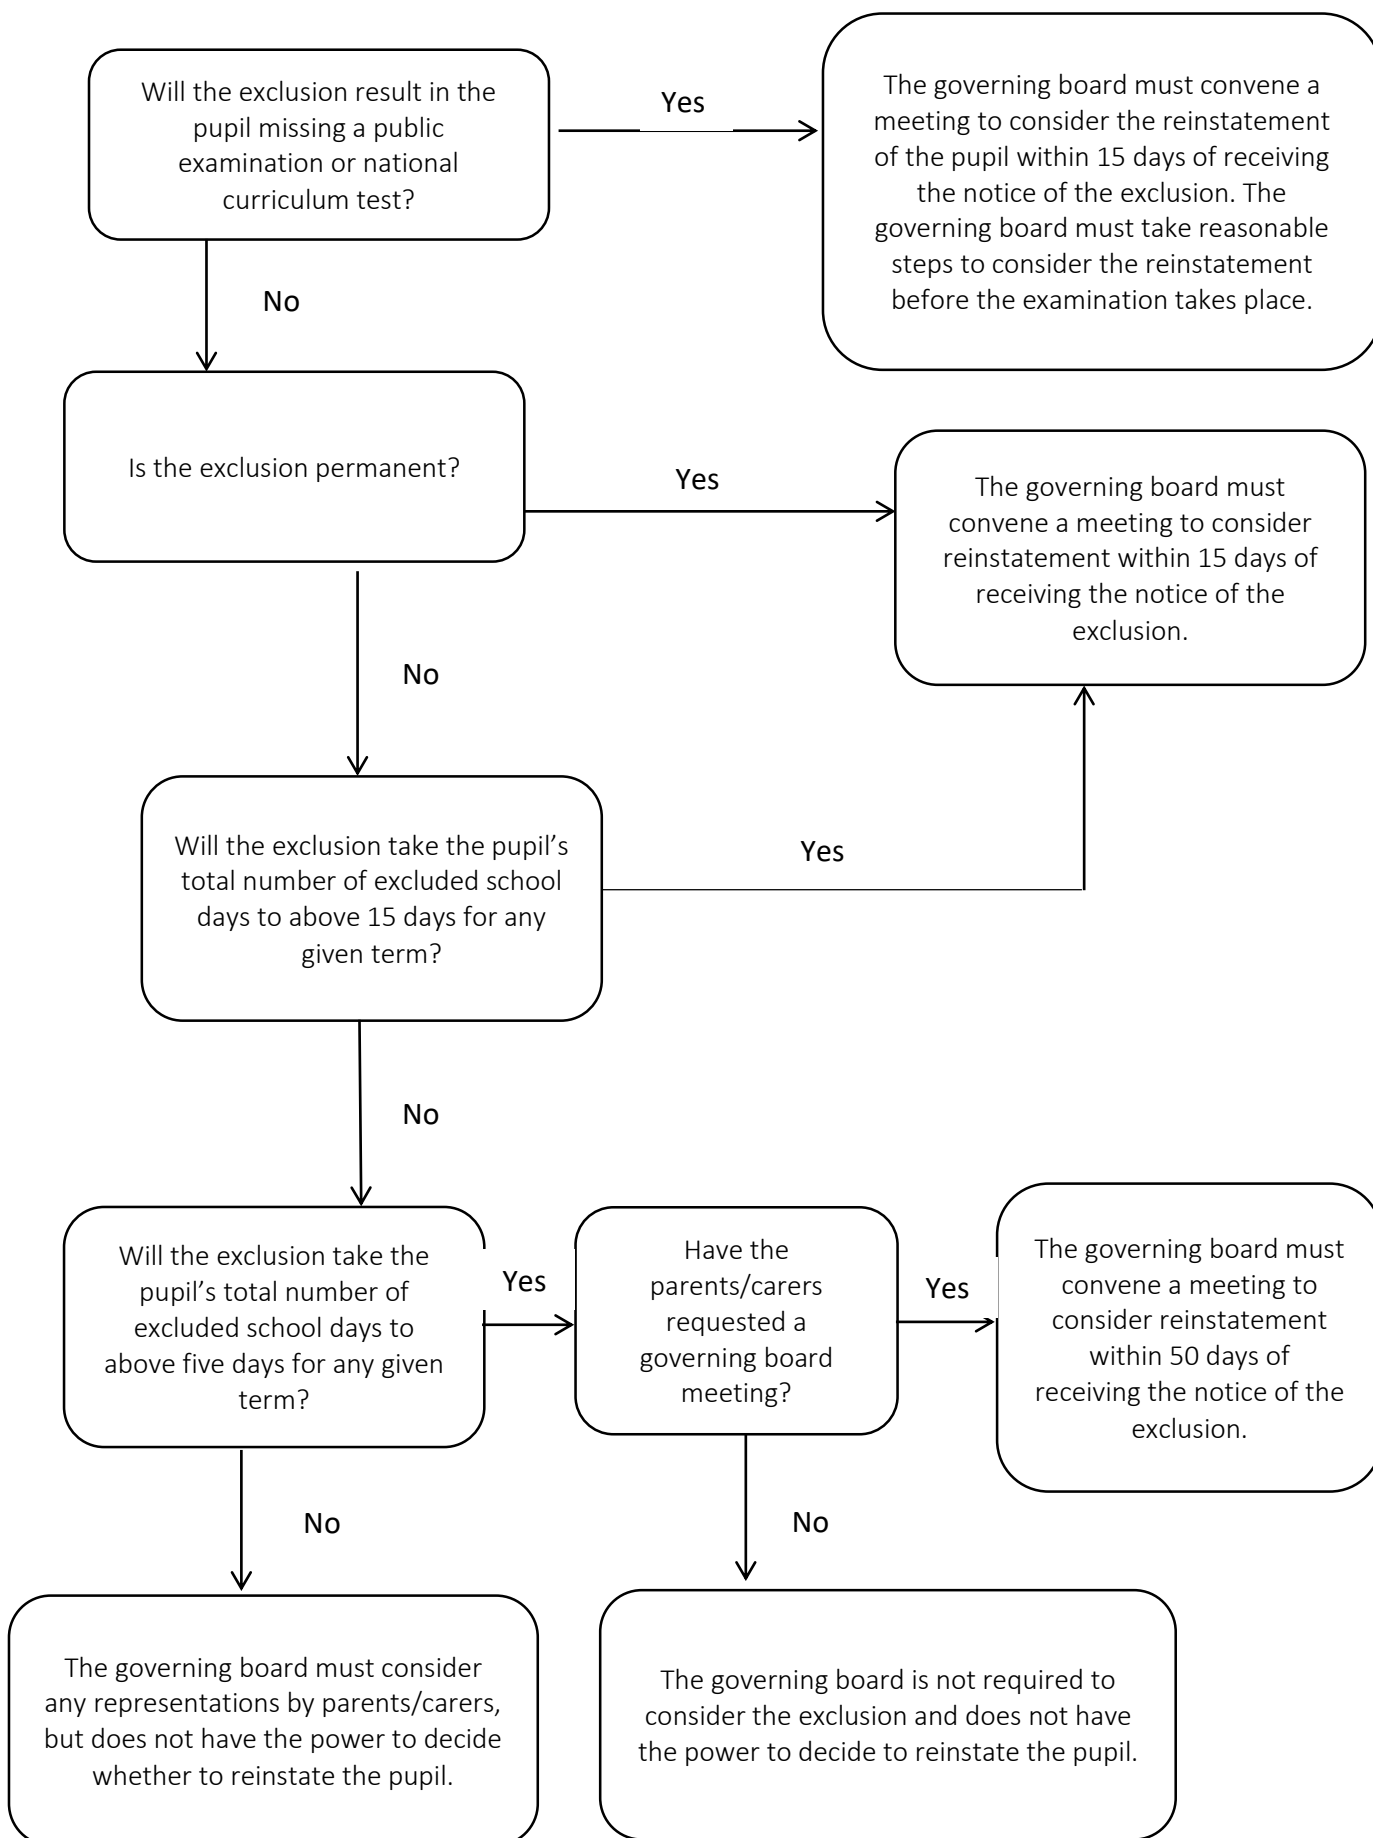 Will the exclusion result in the
pupil missing a public
examination or national
curriculum test?
Yes
The governing board must convene a
meeting to consider the reinstatement
of the pupil within 15 days of receiving
the notice of the exclusion. The
governing board must take reasonable
steps to consider the reinstatement
before the examination takes place.
No
Is the exclusion permanent?
Yes
The governing board must
convene a meeting to consider
reinstatement within 15 days of
receiving the notice of the
exclusion.
No
Will the exclusion take the pupil’s
total number of excluded school
days to above 15 days for any
given term?
Yes
No
Will the exclusion take the
pupil’s total number of
excluded school days to
above five days for any given
term?
Yes
Have the
parents/carers
requested a
governing board
meeting?
Yes
The governing board must
convene a meeting to
consider reinstatement
within 50 days of
receiving the notice of the
exclusion.
No
No
The governing board must consider
any representations by parents/carers,
but does not have the power to decide
whether to reinstate the pupil.
The governing board is not required to
consider the exclusion and does not have
the power to decide to reinstate the pupil.